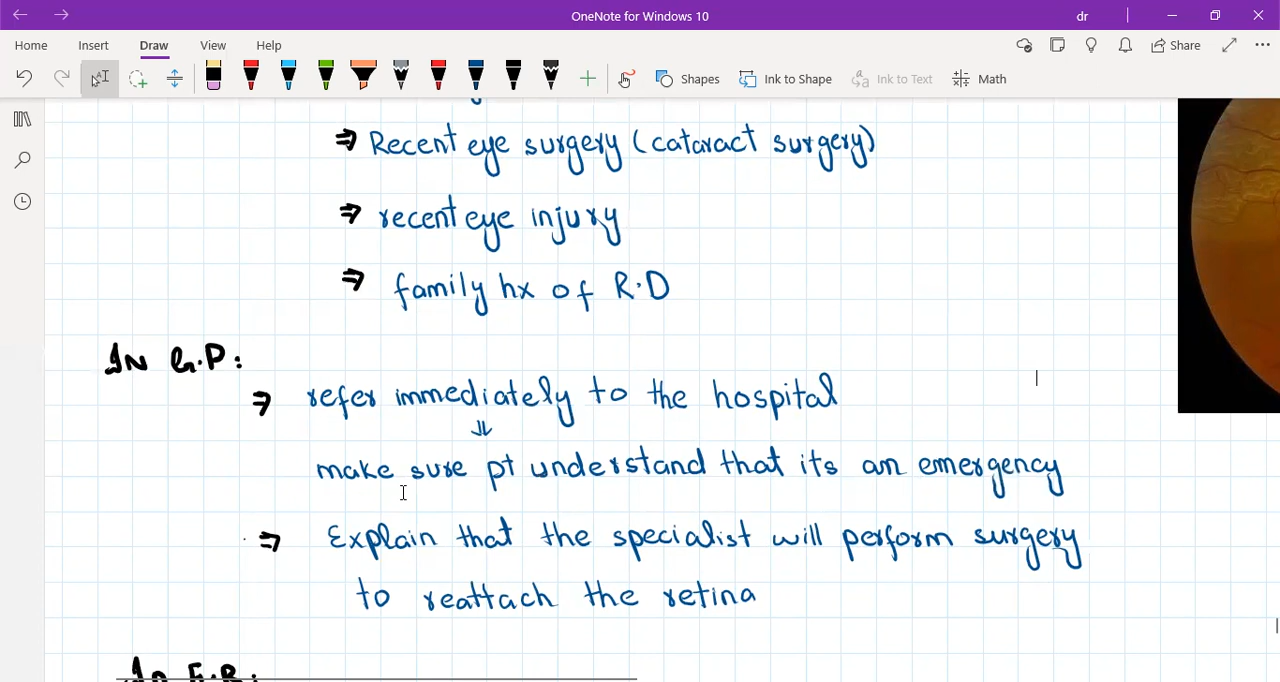 OneNote for Windows 10
dr
Home Insert Draw View Help
Share
Shapes Ink to Shape Ink to Text Math
⇒ Recent eye surgery (cataract surgery)
⇒ recent eye injury
⇒ family hx of R.D
In G.P:
⇒ refer immediately to the hospital
⇓
make sure pt understand that its an emergency
⇒ Explain that the specialist will perform surgery
to reattach the retina